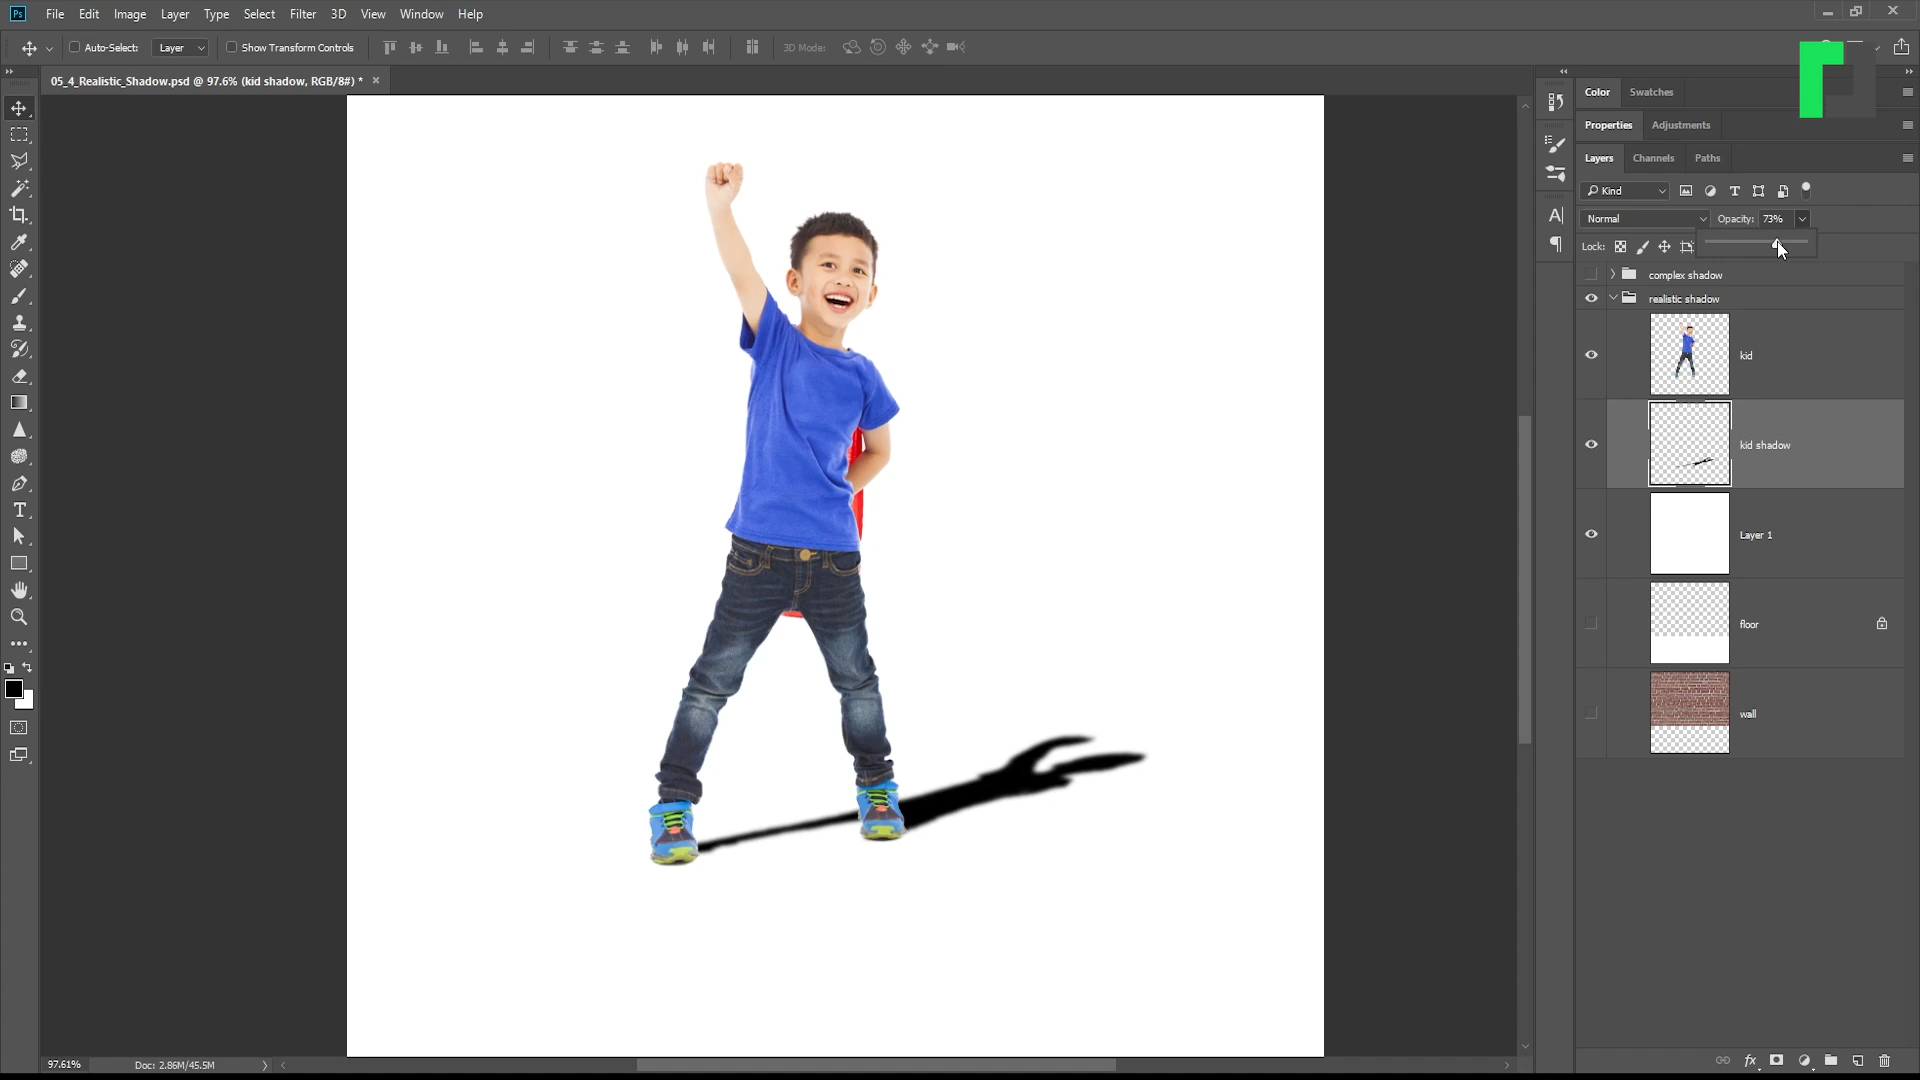 Ps File Edit Image Layer Type Select Filter 3D View Window Help
Auto-Select: Layer Show Transform Controls 3D Mode:
05_4_Realistic_Shadow.psd @ 97.6% (kid shadow, RGB/8#) *
Color Swatches
Properties Adjustments
Layers Channels Paths
Kind
Normal Opacity: 73%
Lock:
complex shadow
realistic shadow
kid
kid shadow
Layer 1
floor
wall
97.61% Doc: 2.86M/45.5M